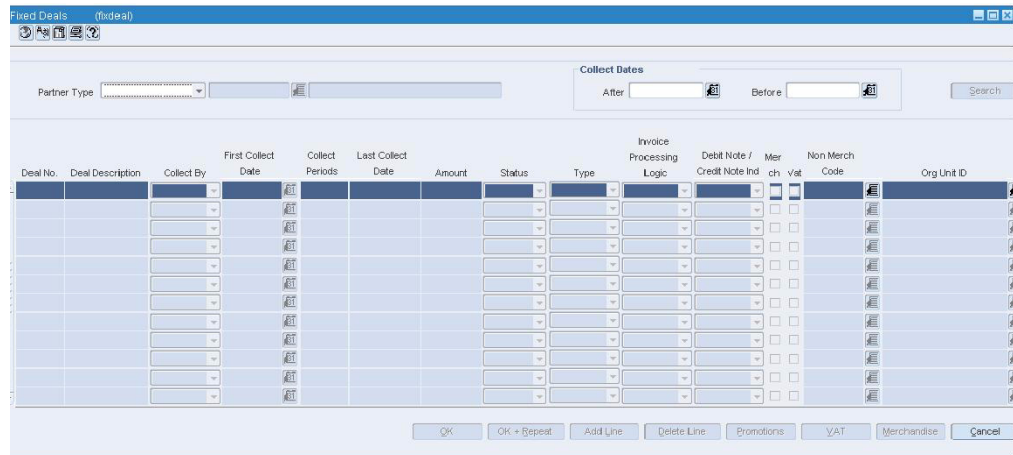 Fixed Deals (fixdeal)
Collect Dates
Partner Type After Before Search
Deal No. Deal Description Collect By First Collect Date Collect Periods Last Collect Date Amount Status Type Invoice Processing Logic Debit Note / Credit Note Ind Mer ch Vat Non Merch Code Org Unit ID
OK OK + Repeat Add Line Delete Line Promotions VAT Merchandise Cancel